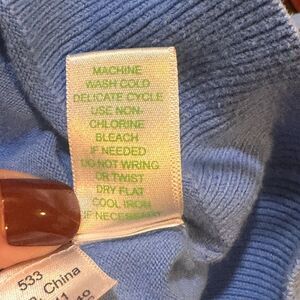 MACHINE
WASH COLD
DELICATE CYCLE
USE NON
CHLORINE
BLEACH
IF NEEDED
DO NOT WRING
OR TWIST
DRY FLAT
COOL IRON
IF NECESSARY
533
China